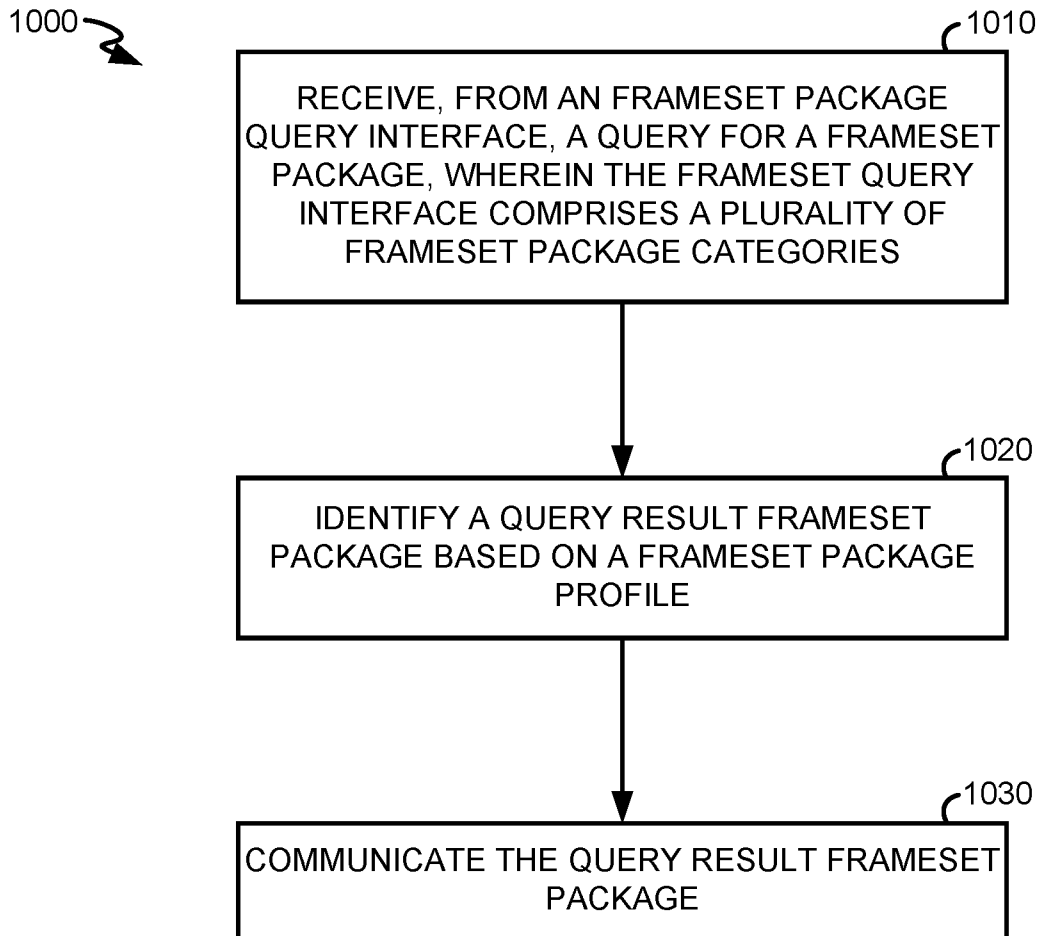 1000
1010
RECEIVE, FROM AN FRAMESET PACKAGE
QUERY INTERFACE, A QUERY FOR A FRAMESET
PACKAGE, WHEREIN THE FRAMESET QUERY
INTERFACE COMPRISES A PLURALITY OF
FRAMESET PACKAGE CATEGORIES
1020
IDENTIFY A QUERY RESULT FRAMESET
PACKAGE BASED ON A FRAMESET PACKAGE
PROFILE
1030
COMMUNICATE THE QUERY RESULT FRAMESET
PACKAGE